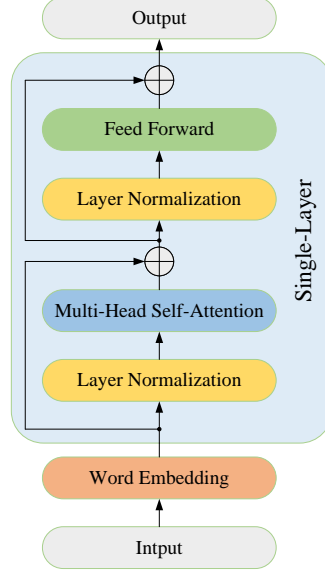 Output
Feed Forward
Layer Normalization
Single-Layer
Multi-Head Self-Attention
Layer Normalization
Word Embedding
Intput